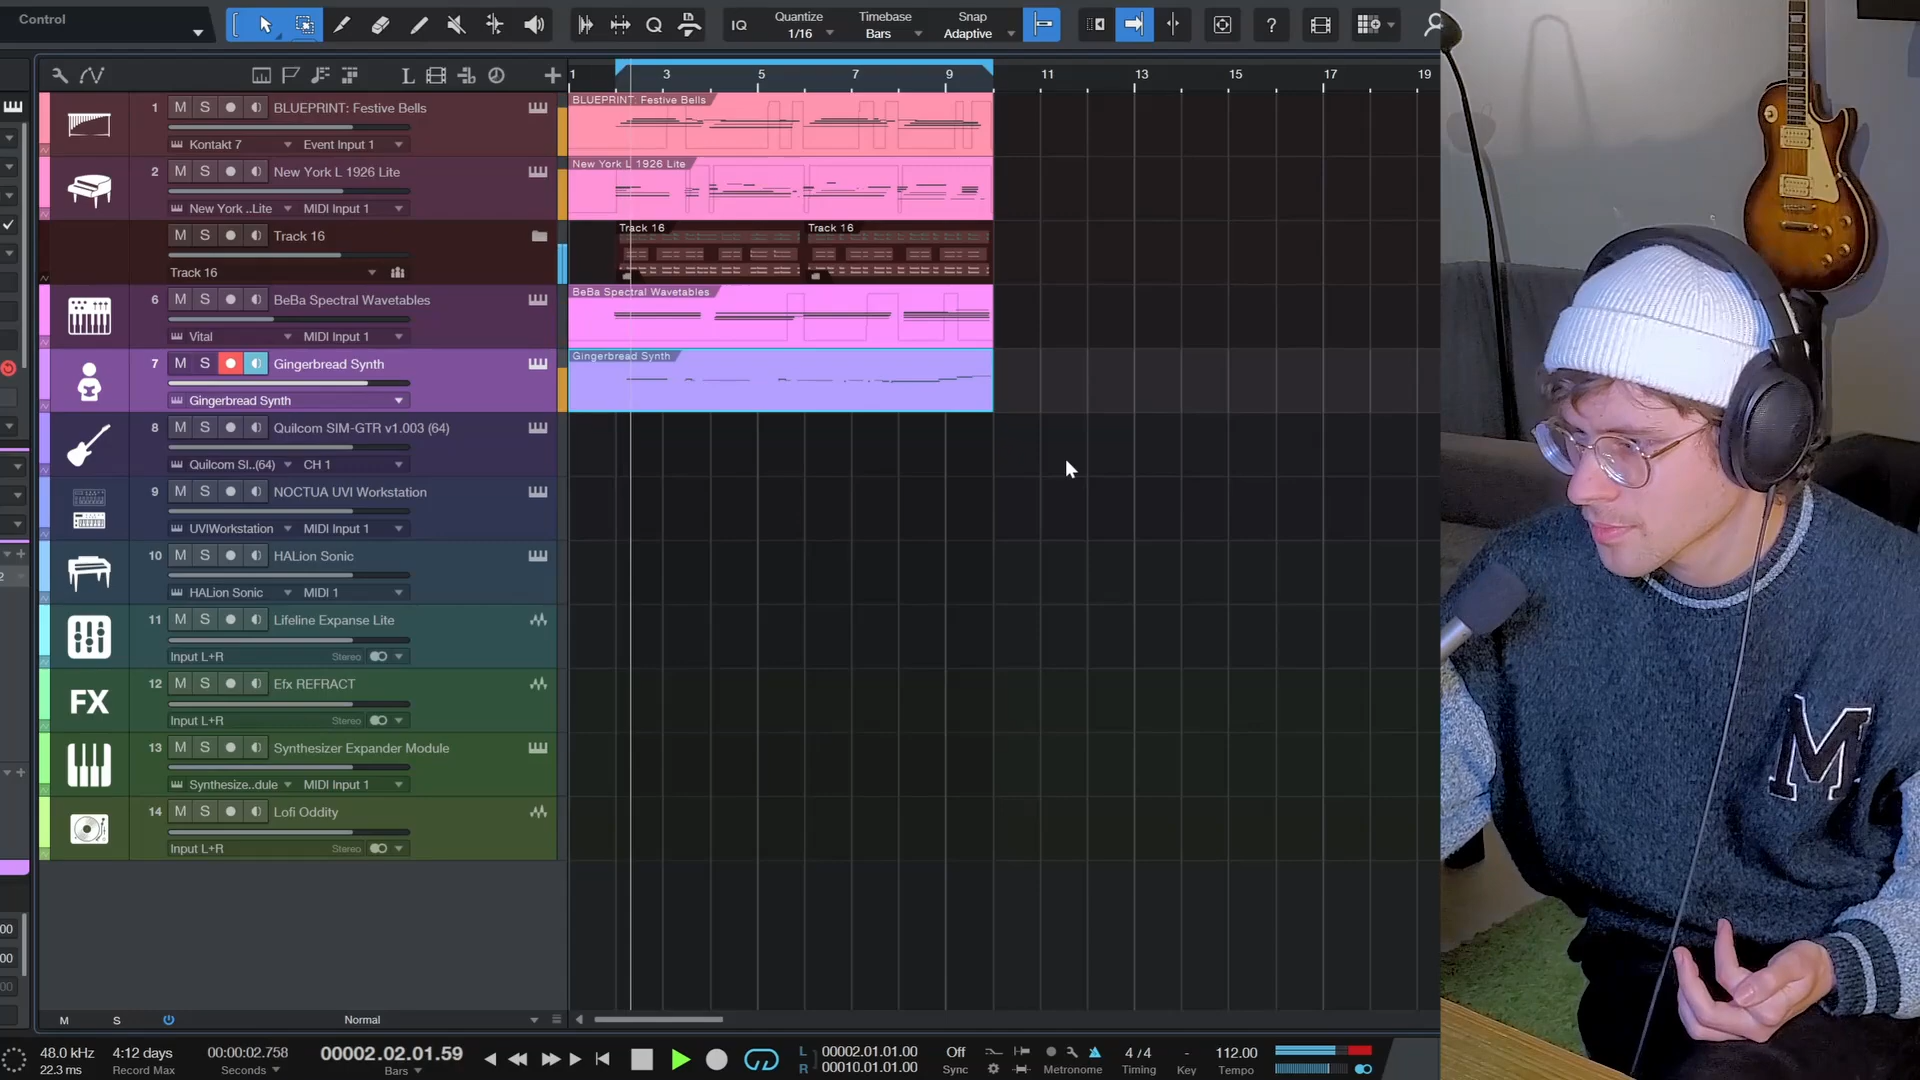 Control
IQ
Quantize
1/16
Timebase
Bars
Snap
Adaptive
Q
?
L
1 3 5 7 9 11 13 15 17 19
1 M S BLUEPRINT: Festive Bells
Kontakt 7 Event Input 1
BLUEPRINT: Festive Bells
2 M S New York L 1926 Lite
New York ..Lite MIDI Input 1
New York L 1926 Lite
M S Track 16
Track 16
Track 16 Track 16
6 M S BeBa Spectral Wavetables
Vital MIDI Input 1
BeBa Spectral Wavetables
7 M S Gingerbread Synth
Gingerbread Synth
Gingerbread Synth
8 M S Quilcom SIM-GTR v1.003 (64)
Quilcom SI..(64) CH 1
9 M S NOCTUA UVI Workstation
UVIWorkstation MIDI Input 1
10 M S HALion Sonic
HALion Sonic MIDI 1
11 M S Lifeline Expanse Lite
Input L+R Stereo
FX
12 M S Efx REFRACT
Input L+R Stereo
13 M S Synthesizer Expander Module
Synthesize..dule MIDI Input 1
14 M S Lofi Oddity
Input L+R Stereo
2
00
00
00
M S Normal
48.0 kHz
22.3 ms
4:12 days
Record Max
00:00:02.758
Seconds
00002.02.01.59
Bars
L 00002.01.01.00
R 00010.01.01.00
Off
Sync
Metronome
4 / 4
Timing
-
Key
112.00
Tempo
M